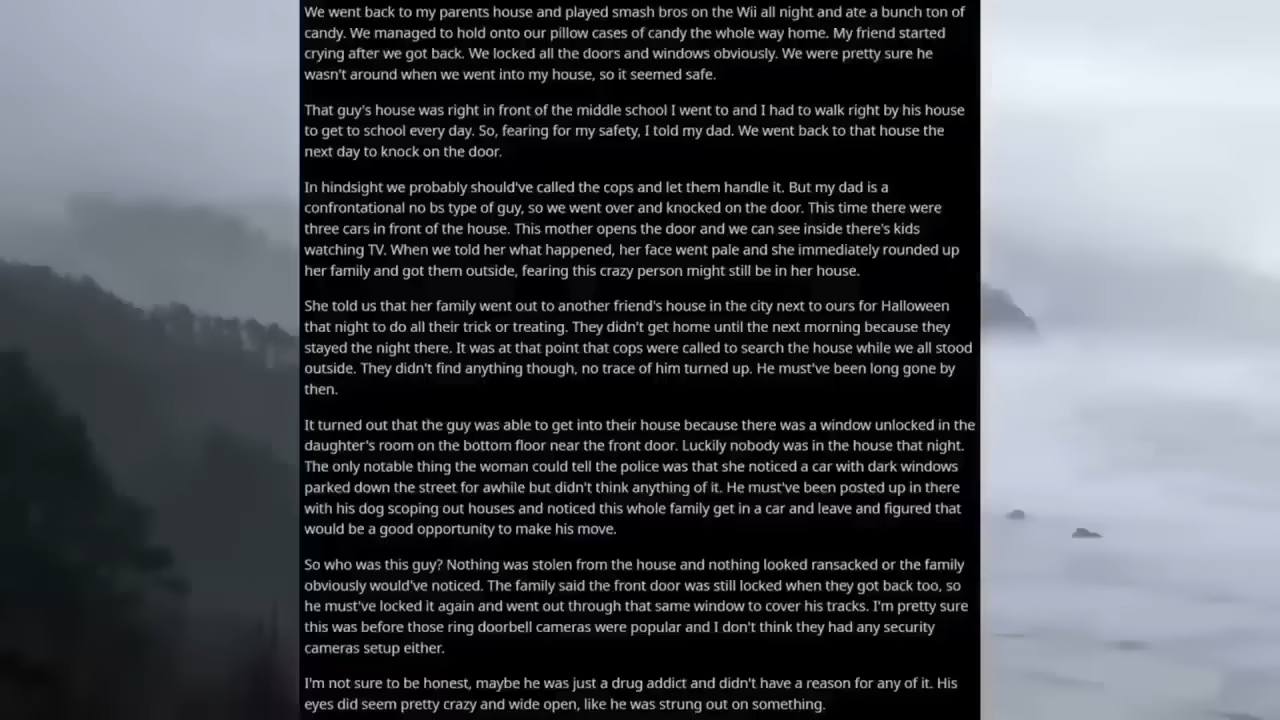 We went back to my parents house and played smash bros on the Wii all night and ate a bunch ton of
candy. We managed to hold onto our pillow cases of candy the whole way home. My friend started
crying after we got back. We locked all the doors and windows obviously. We were pretty sure he
wasn't around when we went into my house, so it seemed safe.
That guy's house was right in front of the middle school I went to and I had to walk right by his house
to get to school every day. So, fearing for my safety, I told my dad. We went back to that house the
next day to knock on the door.
In hindsight we probably should've called the cops and let them handle it. But my dad is a
confrontational no bs type of guy, so we went over and knocked on the door. This time there were
three cars in front of the house. This mother opens the door and we can see inside there's kids
watching TV. When we told her what happened, her face went pale and she immediately rounded up
her family and got them outside, fearing this crazy person might still be in her house.
She told us that her family went out to another friend's house in the city next to ours for Halloween
that night to do all their trick or treating. They didn't get home until the next morning because they
stayed the night there. It was at that point that cops were called to search the house while we all stood
outside. They didn't find anything though, no trace of him turned up. He must've been long gone by
then.
It turned out that the guy was able to get into their house because there was a window unlocked in the
daughter's room on the bottom floor near the front door. Luckily nobody was in the house that night.
The only notable thing the woman could tell the police was that she noticed a car with dark windows
parked down the street for awhile but didn't think anything of it. He must've been posted up in there
with his dog scoping out houses and noticed this whole family get in a car and leave and figured that
would be a good opportunity to make his move.
So who was this guy? Nothing was stolen from the house and nothing looked ransacked or the family
obviously would've noticed. The family said the front door was still locked when they got back too, so
he must've locked it again and went out through that same window to cover his tracks. I'm pretty sure
this was before those ring doorbell cameras were popular and I don't think they had any security
cameras setup either.
I'm not sure to be honest, maybe he was just a drug addict and didn't have a reason for any of it. His
eyes did seem pretty crazy and wide open, like he was strung out on something.